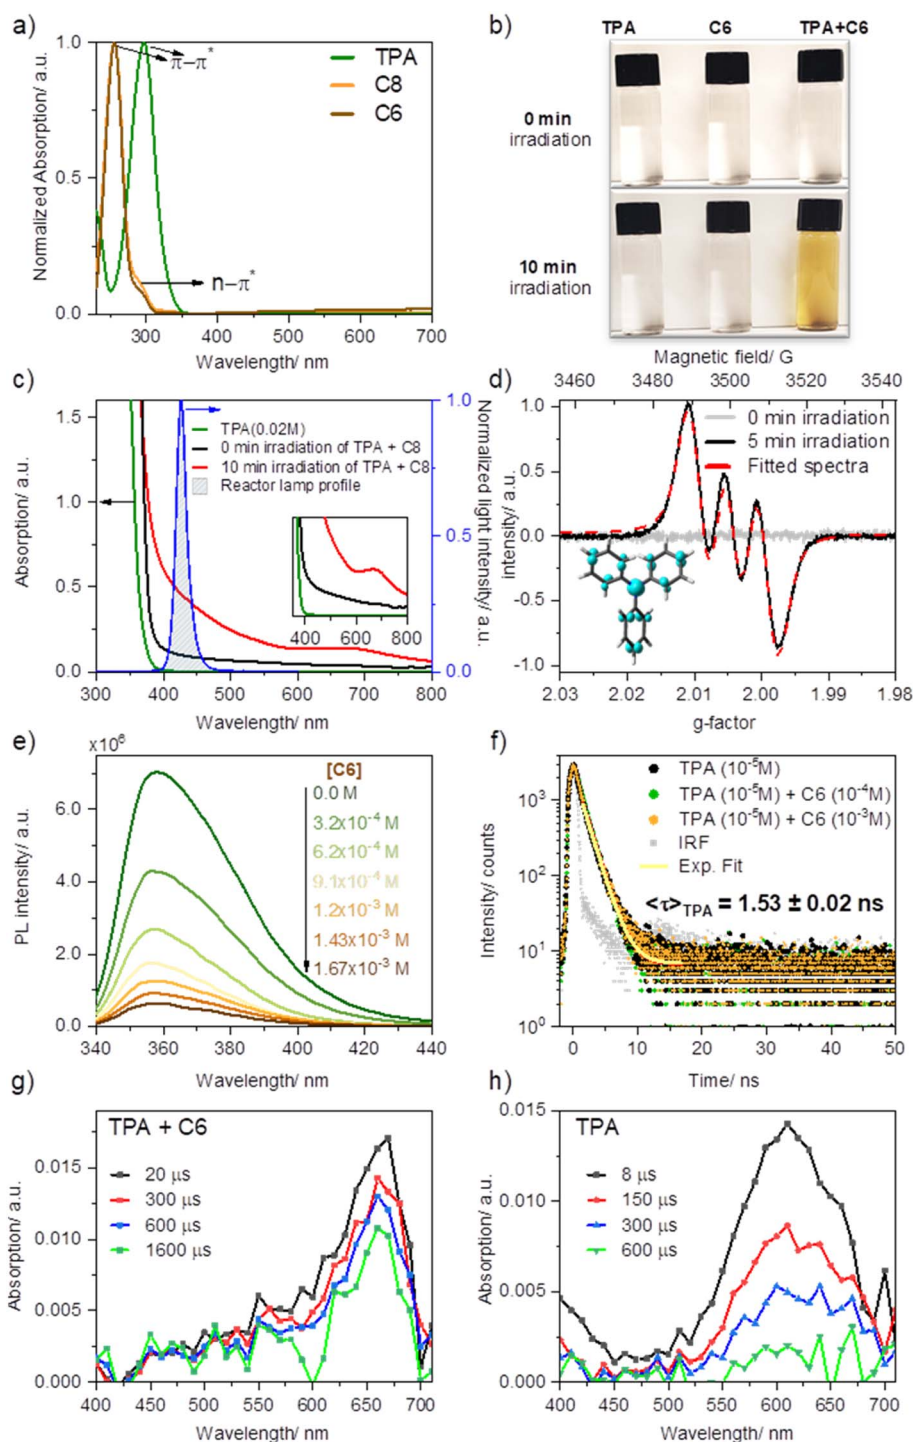 a)
1.0
0.5
0.0
Normalized Absorption/ a.u.
π–π*
n–π*
TPA
C8
C6
300 400 500 600 700
Wavelength/ nm
b)
TPA C6 TPA+C6
0 min
irradiation
10 min
irradiation
c)
1.5
1.0
0.5
0.0
Absorption/ a.u.
TPA(0.02M)
0 min irradiation of TPA + C8
10 min irradiation of TPA + C8
Reactor lamp profile
400 600 800
1.0
0.5
0.0
Normalized light intensity/ a.u.
300 400 500 600 700 800
Wavelength/ nm
d)
Magnetic field/ G
3460 3480 3500 3520 3540
1.0
0.5
0.0
-0.5
-1.0
intensity/ a.u.
0 min irradiation
5 min irradiation
Fitted spectra
2.03 2.02 2.01 2.00 1.99 1.98
g-factor
e)
x10⁶
6.0
4.0
2.0
0.0
PL intensity/ a.u.
[C6]
0.0 M
3.2x10⁻⁴ M
6.2x10⁻⁴ M
9.1x10⁻⁴ M
1.2x10⁻³ M
1.43x10⁻³ M
1.67x10⁻³ M
340 360 380 400 420 440
Wavelength/ nm
f)
10³
10²
10¹
10⁰
Intensity/ counts
TPA (10⁻⁵M)
TPA (10⁻⁵M) + C6 (10⁻⁴M)
TPA (10⁻⁵M) + C6 (10⁻³M)
IRF
Exp. Fit
<τ>TPA = 1.53 ± 0.02 ns
0 10 20 30 40 50
Time/ ns
g)
TPA + C6
0.015
0.010
0.005
0.000
Absorption/ a.u.
20 μs
300 μs
600 μs
1600 μs
400 450 500 550 600 650 700
Wavelength/ nm
h)
TPA
0.015
0.010
0.005
0.000
Absorption/ a.u.
8 μs
150 μs
300 μs
600 μs
400 450 500 550 600 650 700
Wavelength/ nm